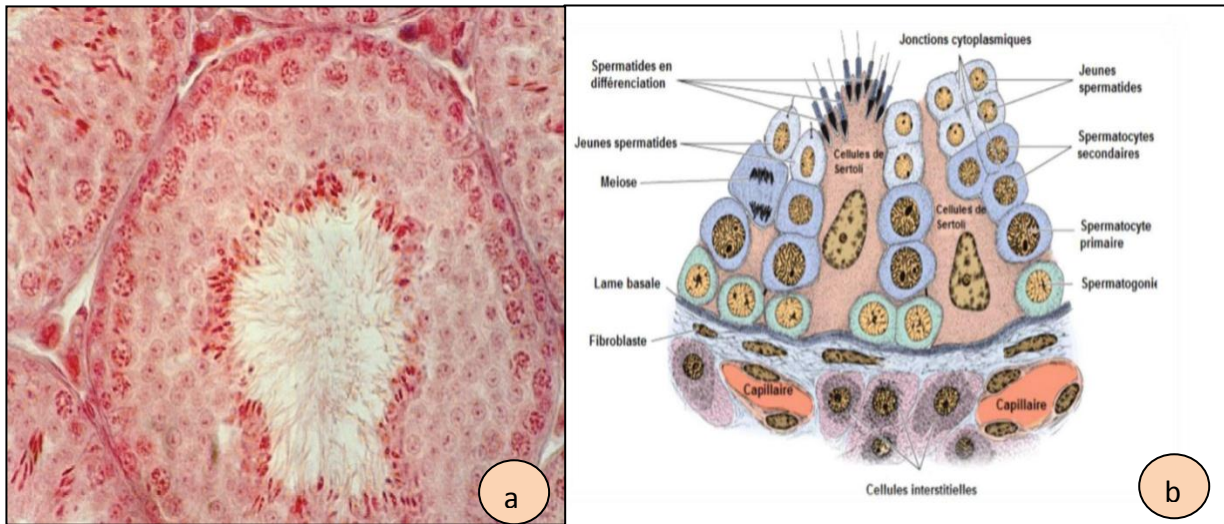 a
Spermatides en
différenciation
Jeunes spermatides
Meiose
Lame basale
Fibroblaste
Jonctions cytoplasmiques
Jeunes
spermatides
Spermatocytes
secondaires
Spermatocyte
primaire
Spermatogonie
Cellules de
Sertoli
Cellules de
Sertoli
Capillaire
Capillaire
Cellules interstitielles
b